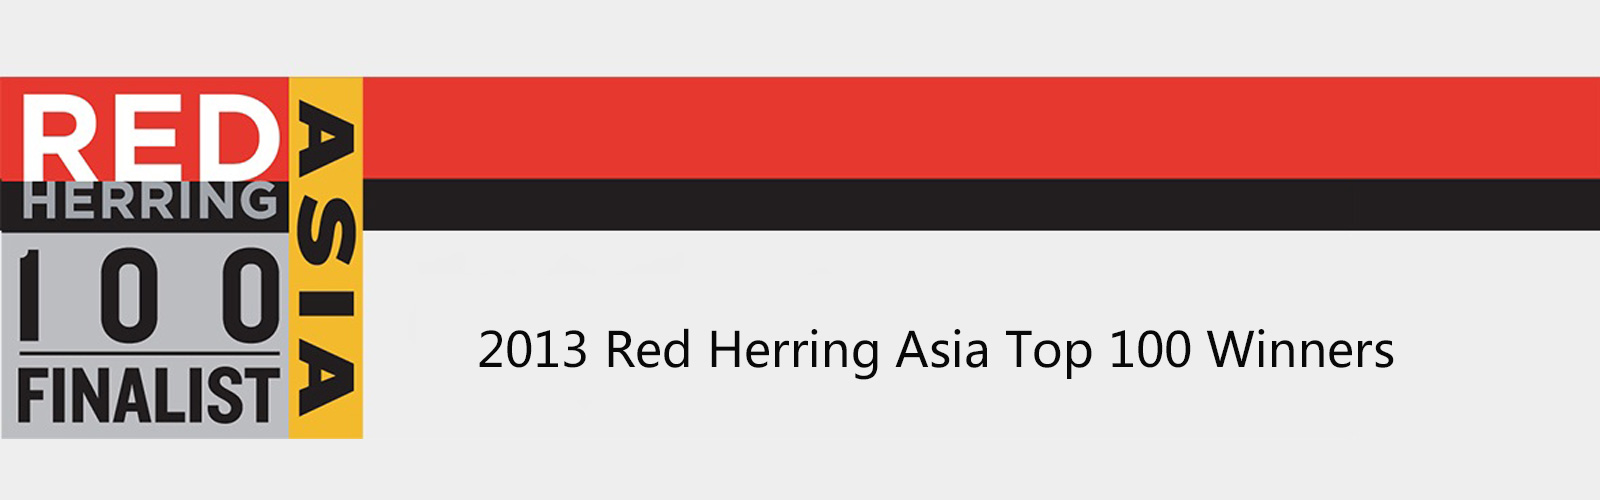 RED
HERRING
100
FINALIST
ASIA
2013 Red Herring Asia Top 100 Winners